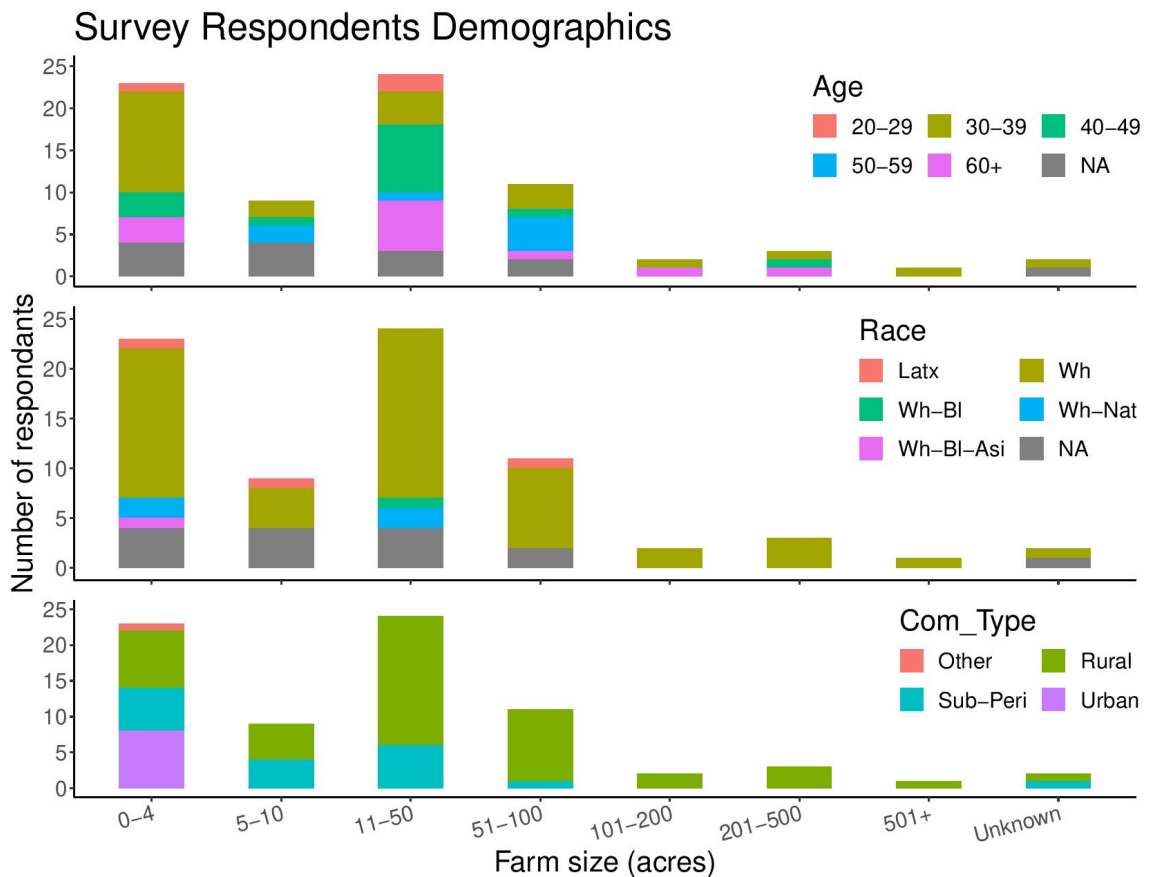 Survey Respondents Demographics
Number of respondants
25
20
15
10
5
0
Age
20−29 30−39 40−49
50−59 60+ NA
25
20
15
10
5
0
Race
Latx Wh
Wh−Bl Wh−Nat
Wh−Bl−Asi NA
25
20
15
10
5
0
Com_Type
Other Rural
Sub−Peri Urban
0−4 5−10 11−50 51−100 101−200 201−500 501+ Unknown
Farm size (acres)